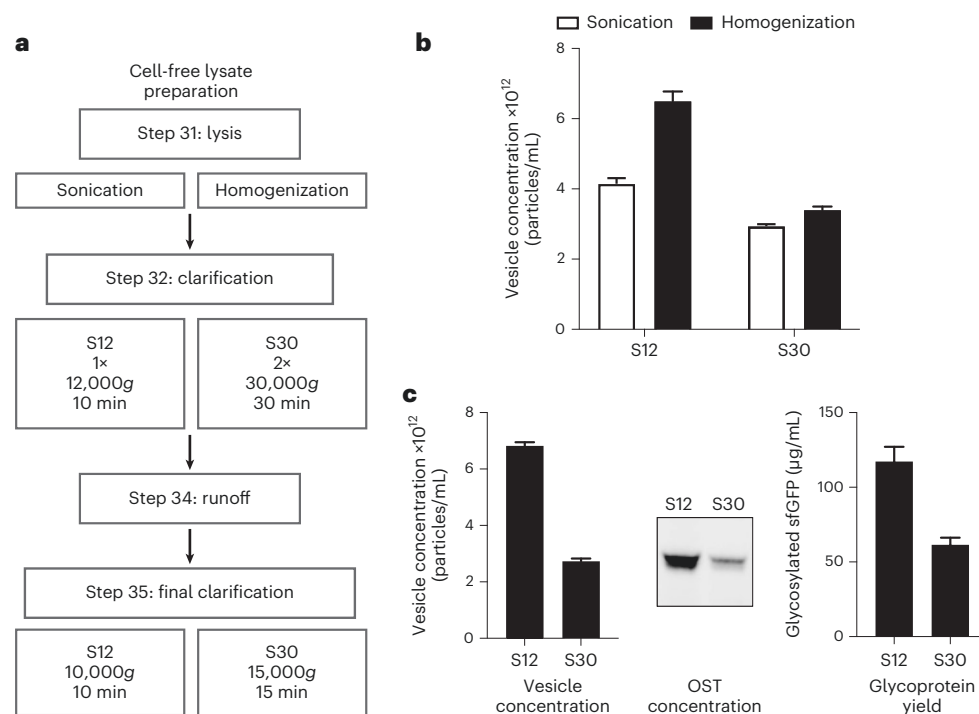 a
Cell-free lysate
preparation
Step 31: lysis
Sonication
Homogenization
Step 32: clarification
S12
1×
12,000g
10 min
S30
2×
30,000g
30 min
Step 34: runoff
Step 35: final clarification
S12
10,000g
10 min
S30
15,000g
15 min
b
Sonication
Homogenization
Vesicle concentration ×10¹²
(particles/mL)
8
6
4
2
0
S12
S30
c
Vesicle concentration ×10¹²
(particles/mL)
8
6
4
2
0
S12
S30
Vesicle
concentration
S12
S30
OST
concentration
Glycosylated sfGFP (µg/mL)
150
100
50
0
S12
S30
Glycoprotein
yield